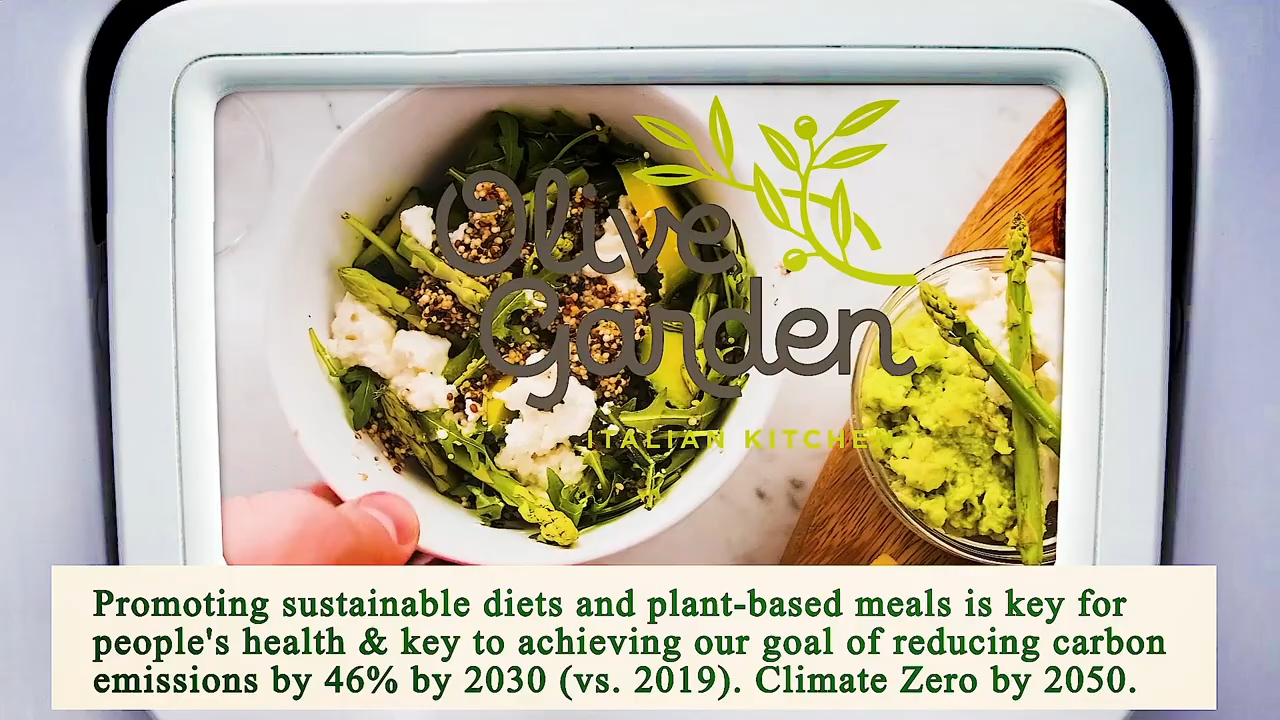 Olive
Garden
ITALIAN KITCHEN
Promoting sustainable diets and plant-based meals is key for
people's health & key to achieving our goal of reducing carbon
emissions by 46% by 2030 (vs. 2019). Climate Zero by 2050.